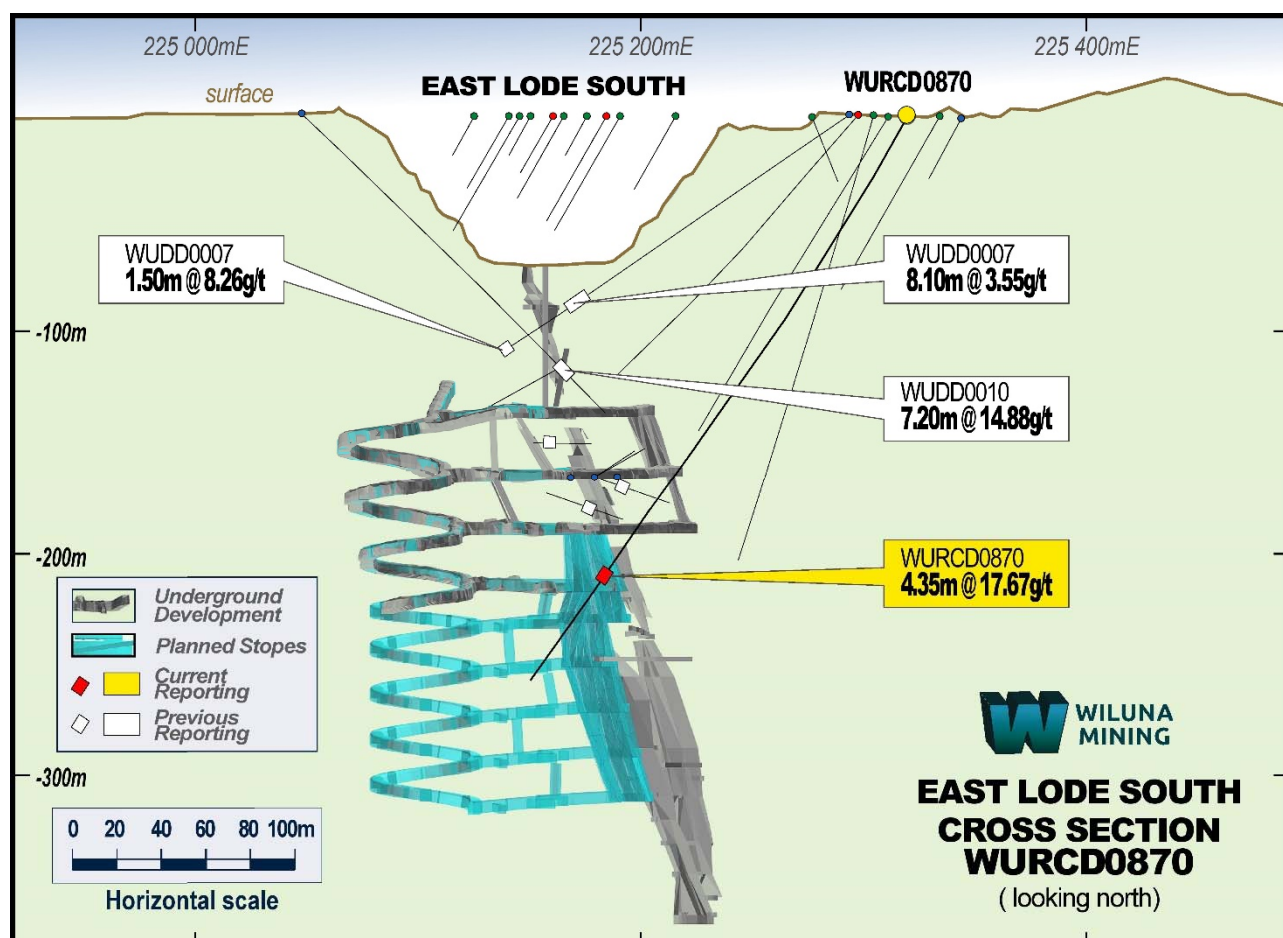 225 000mE
225 200mE
225 400mE
surface
EAST LODE SOUTH
WURCD0870
WUDD0007
1.50m @ 8.26g/t
WUDD0007
8.10m @ 3.55g/t
-100m
WUDD0010
7.20m @ 14.88g/t
-200m
WURCD0870
4.35m @ 17.67g/t
Underground
Development
Planned Stopes
Current
Reporting
Previous
Reporting
-300m
0 20 40 60 80 100m
Horizontal scale
WILUNA
MINING
EAST LODE SOUTH
CROSS SECTION
WURCD0870
( looking north)